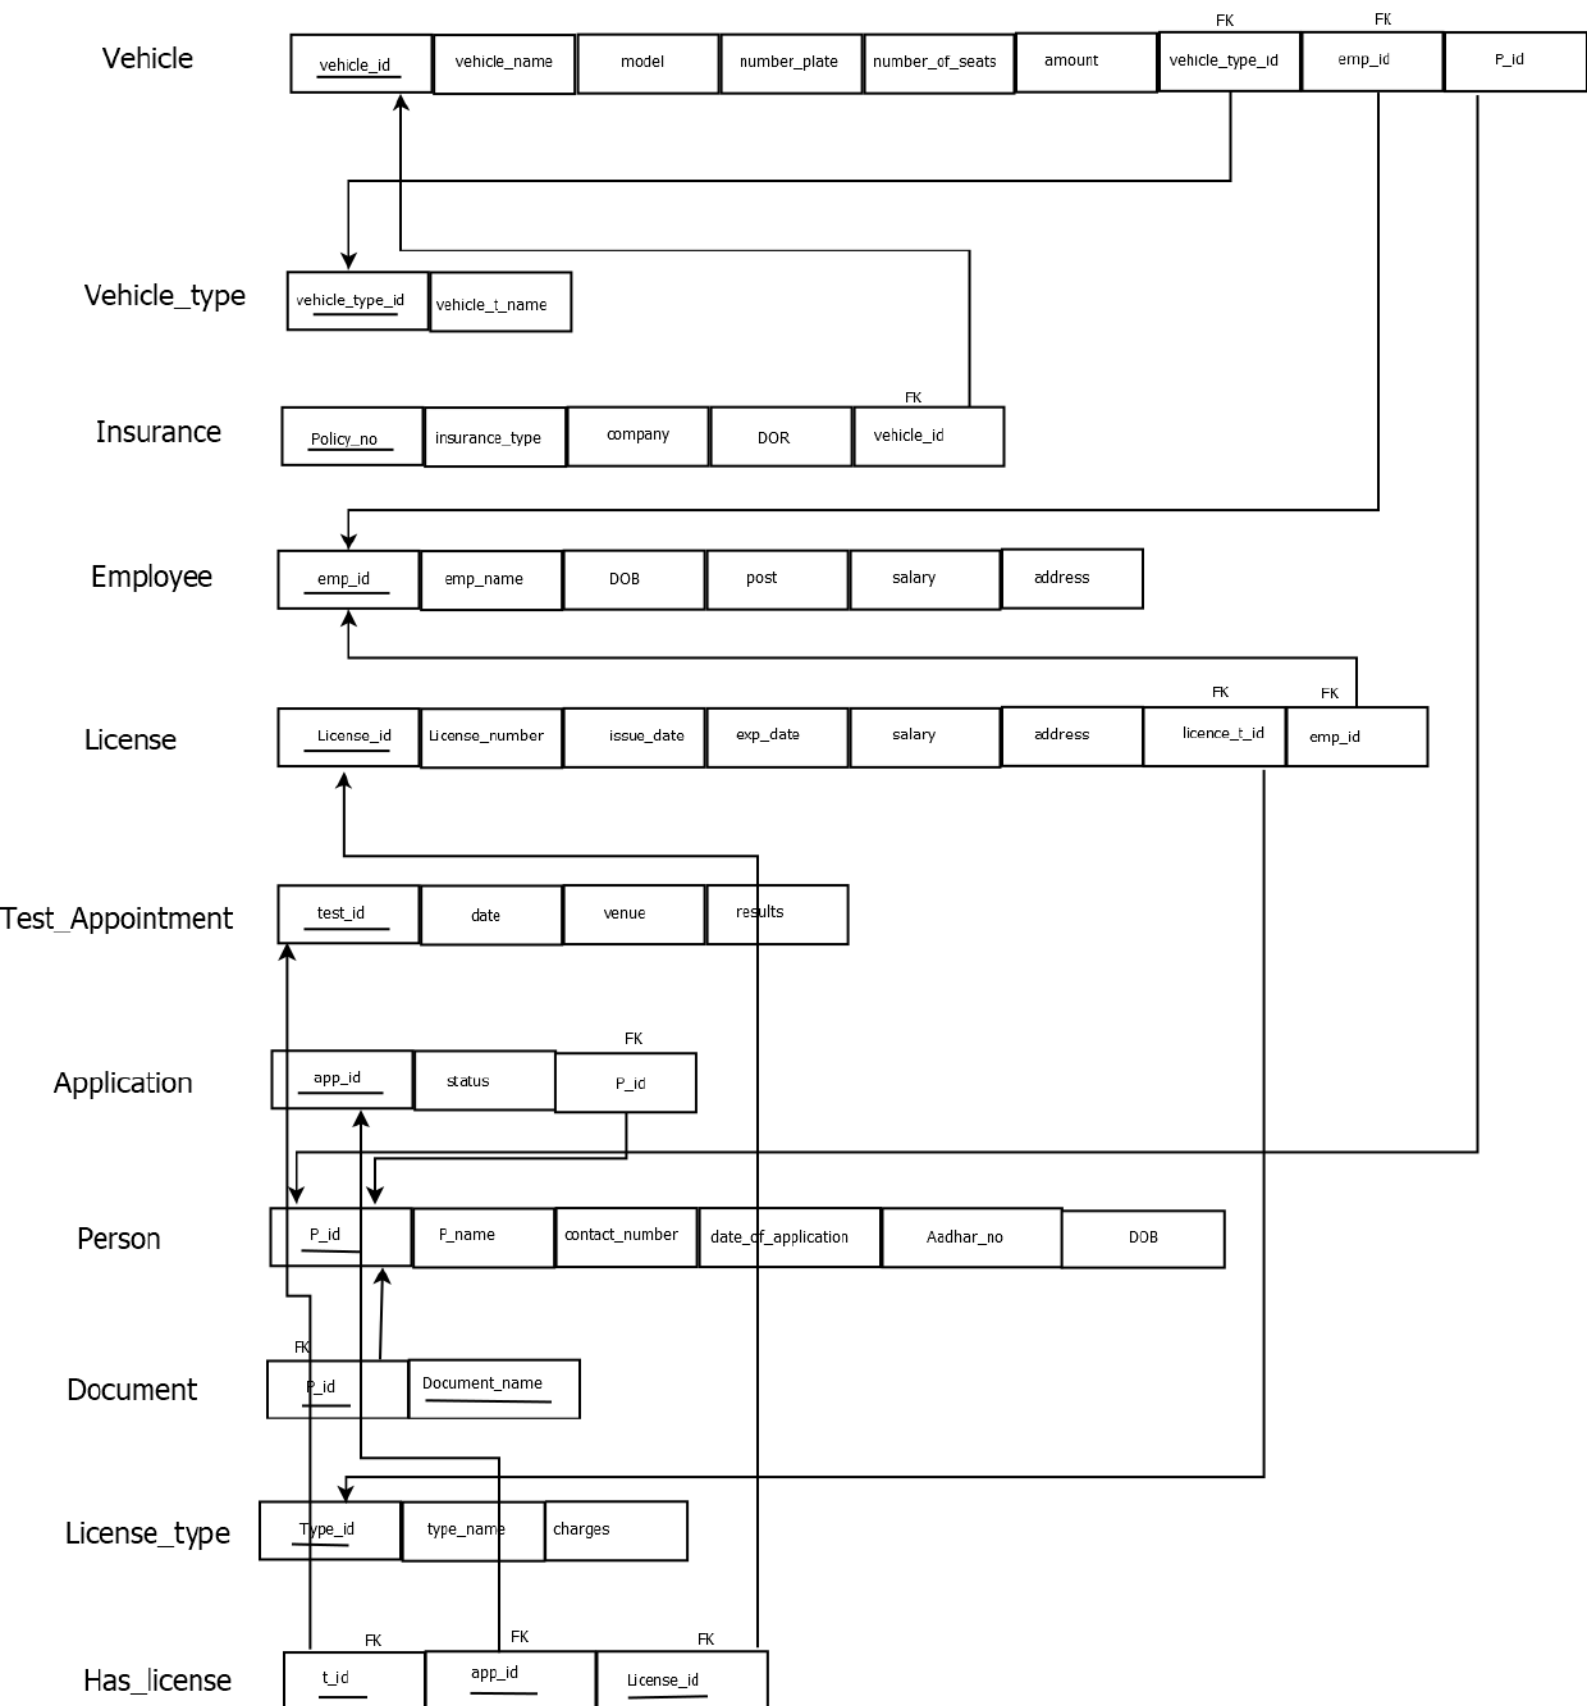 FK FK
Vehicle vehicle_id vehicle_name model number_plate number_of_seats amount vehicle_type_id emp_id P_id
Vehicle_type vehicle_type_id vehicle_t_name
FK
Insurance Policy_no insurance_type company DOR vehicle_id
Employee emp_id emp_name DOB post salary address
FK FK
License License_id License_number issue_date exp_date salary address licence_t_id emp_id
Test_Appointment test_id date venue results
FK
Application app_id status P_id
Person P_id P_name contact_number date_of_application Aadhar_no DOB
FK
Document P_id Document_name
License_type Type_id type_name charges
FK FK FK
Has_license t_id app_id License_id